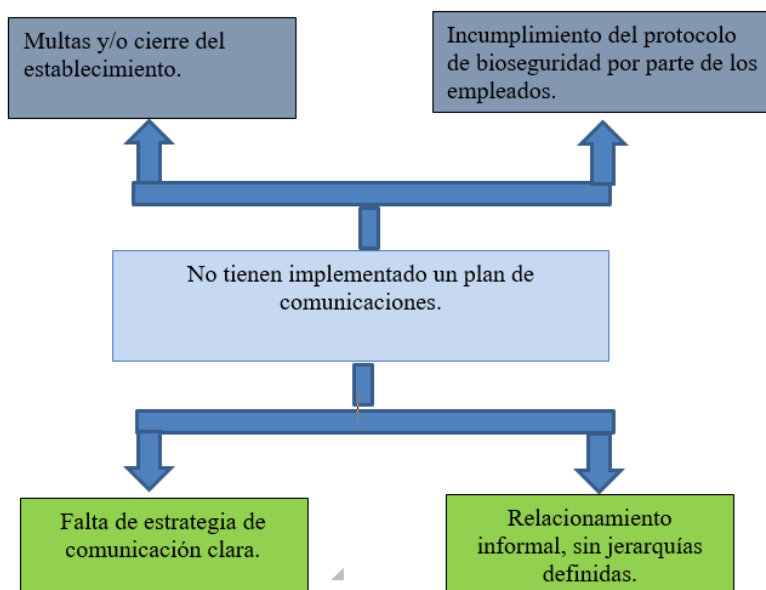 Multas y/o cierre del
establecimiento.
Incumplimiento del protocolo
de bioseguridad por parte de los
empleados.
No tienen implementado un plan de
comunicaciones.
Falta de estrategia de
comunicación clara.
Relacionamiento
informal, sin jerarquías
definidas.